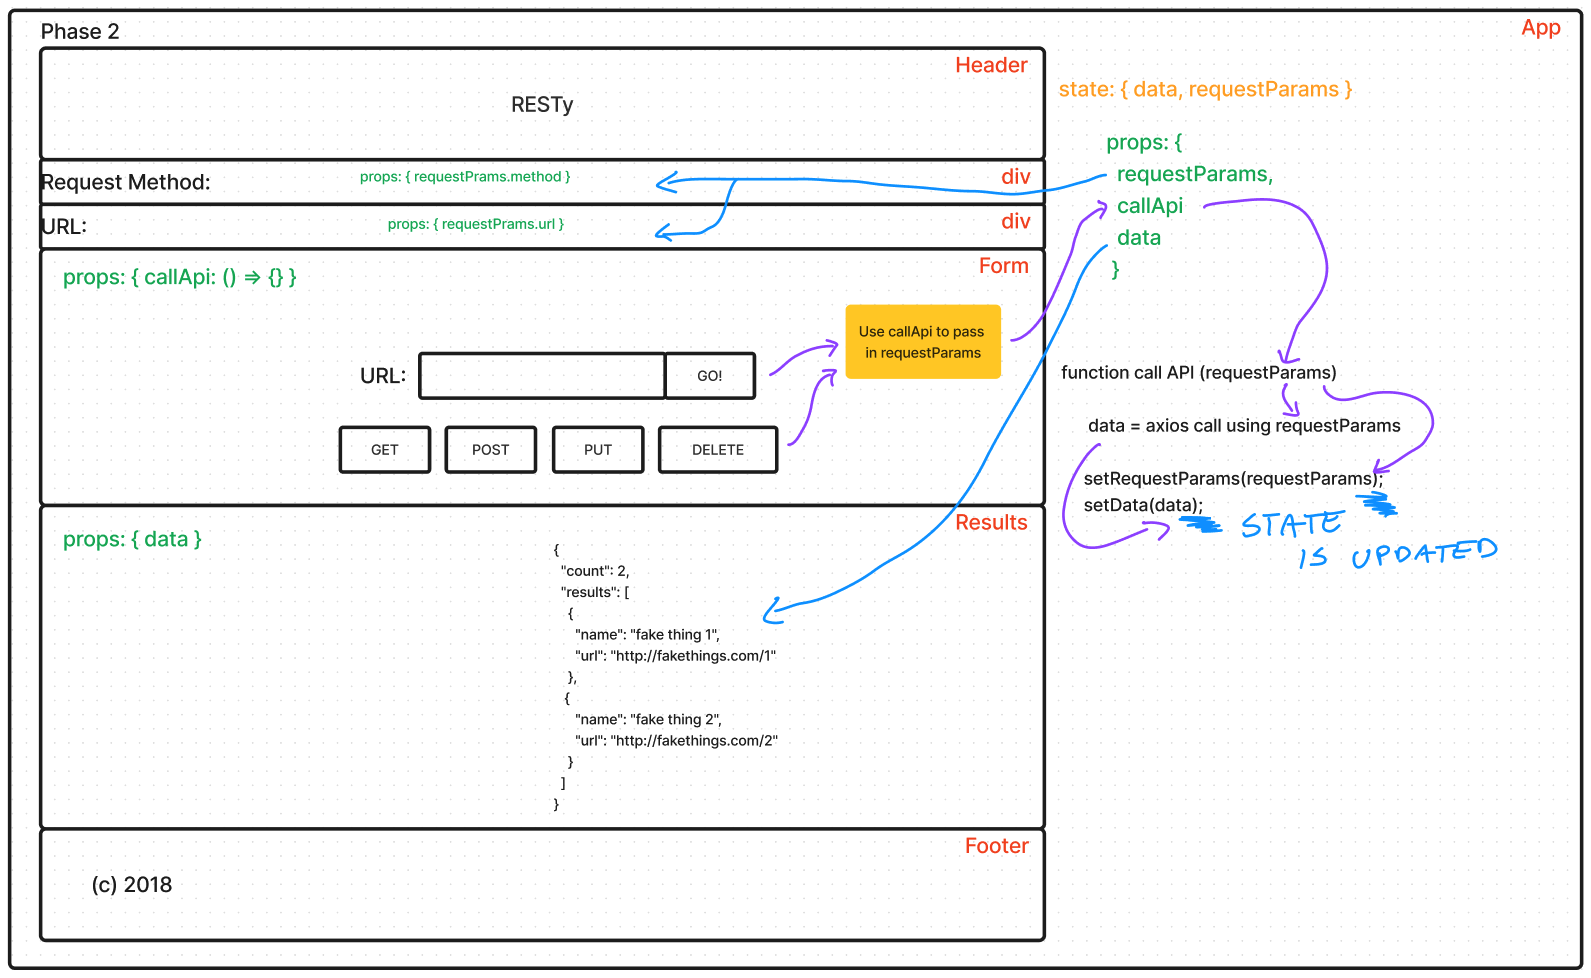 App
Phase 2
Header
RESTy
state: { data, requestParams }
props: {
requestParams,
callApi
data
}
Request Method:
props: { requestPrams.method }
div
URL:
props: { requestPrams.url }
div
Form
props: { callApi: () => {} }
Use callApi to pass
in requestParams
URL:
GO!
GET
POST
PUT
DELETE
function call API (requestParams)
data = axios call using requestParams
setRequestParams(requestParams);
setData(data);
STATE
IS UPDATED
Results
props: { data }
{
"count": 2,
"results": [
{
"name": "fake thing 1",
"url": "http://fakethings.com/1"
},
{
"name": "fake thing 2",
"url": "http://fakethings.com/2"
}
]
}
Footer
(c) 2018